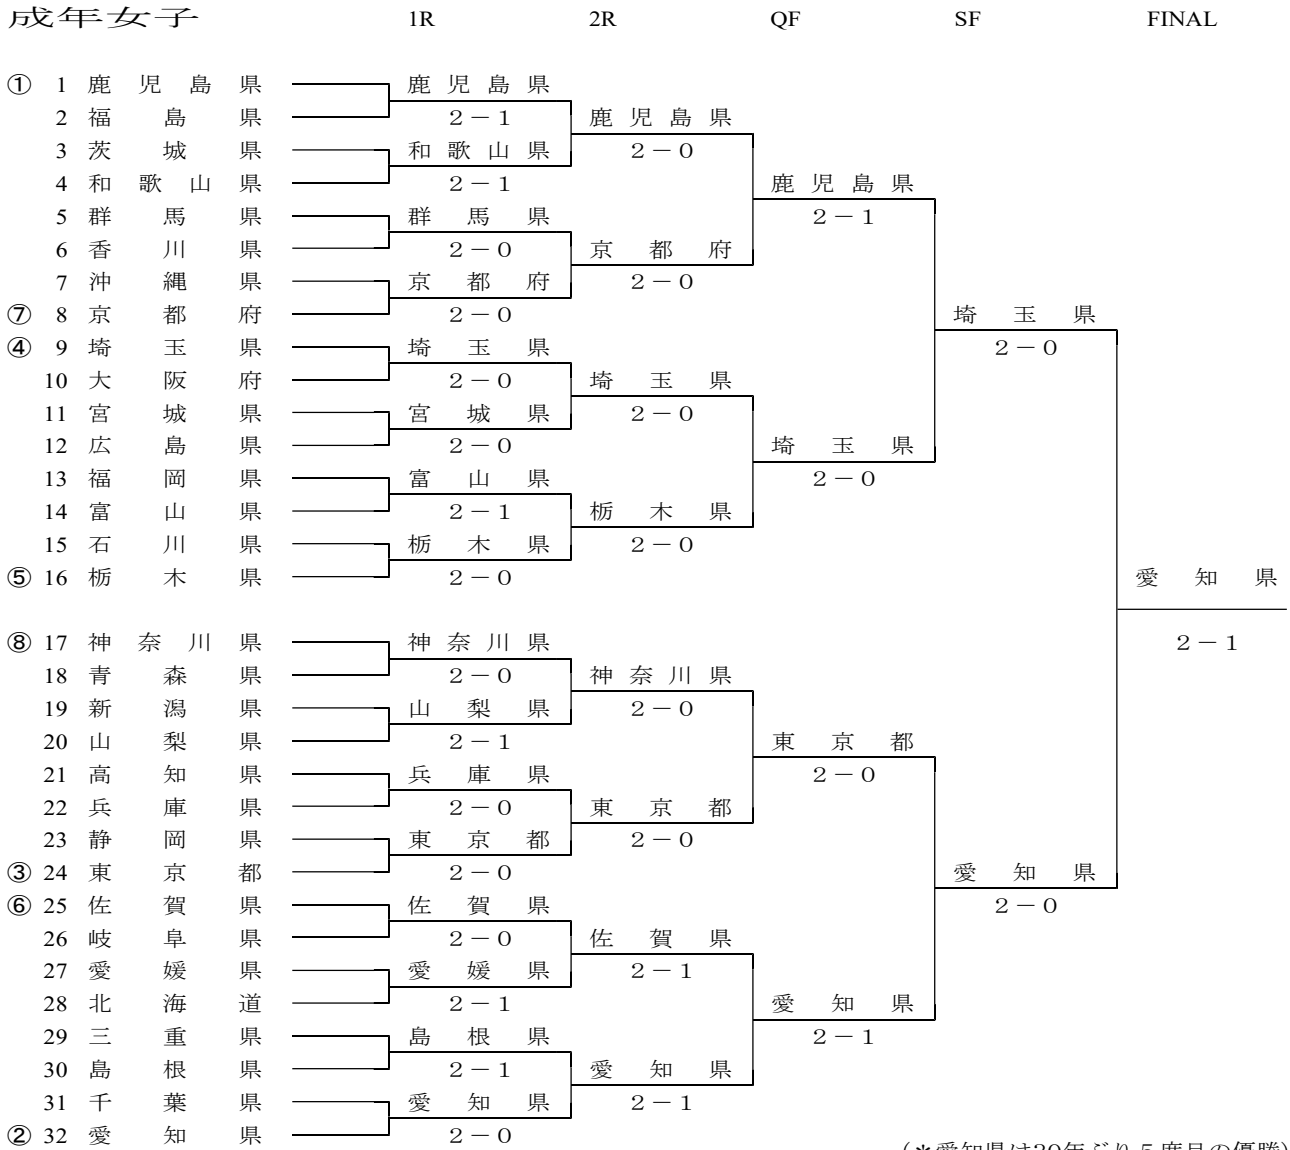 成年女子 1R 2R QF SF FINAL
① 1 鹿児島県 鹿児島県
2 福島県 2－1 鹿児島県
3 茨城県 和歌山県 2－0
4 和歌山県 2－1 鹿児島県
5 群馬県 群馬県 2－1
6 香川県 2－0 京都府
7 沖縄県 京都府 2－0
⑦ 8 京都府 2－0 埼玉県
④ 9 埼玉県 埼玉県 2－0
10 大阪府 2－0 埼玉県
11 宮城県 宮城県 2－0
12 広島県 2－0 埼玉県
13 福岡県 富山県 2－0
14 富山県 2－1 栃木県
15 石川県 栃木県 2－0
⑤ 16 栃木県 2－0 愛知県
⑧ 17 神奈川県 神奈川県 2－1
18 青森県 2－0 神奈川県
19 新潟県 山梨県 2－0
20 山梨県 2－1 東京都
21 高知県 兵庫県 2－0
22 兵庫県 2－0 東京都
23 静岡県 東京都 2－0
③ 24 東京都 2－0 愛知県
⑥ 25 佐賀県 佐賀県 2－0
26 岐阜県 2－0 佐賀県
27 愛媛県 愛媛県 2－1
28 北海道 2－1 愛知県
29 三重県 島根県 2－1
30 島根県 2－1 愛知県
31 千葉県 愛知県 2－1
② 32 愛知県 2－0